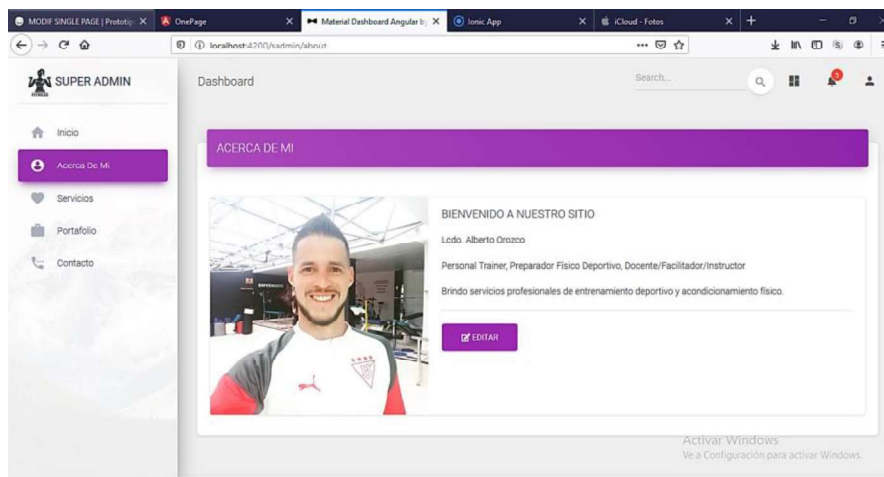 MODIF SINGLE PAGE | Prototip
OnePage
Material Dashboard Angular by
Ionic App
iCloud - Fotos
localhost:4200/sadmin/about
SUPER ADMIN
Dashboard
Search...
Inicio
Acerca De Mi
Servicios
Portafolio
Contacto
ACERCA DE MI
BIENVENIDO A NUESTRO SITIO
Lcdo. Alberto Orozco
Personal Trainer, Preparador Físico Deportivo, Docente/Facilitador/Instructor
Brindo servicios profesionales de entrenamiento deportivo y acondicionamiento físico.
EDITAR
Activar Windows
Ve a Configuración para activar Windows.